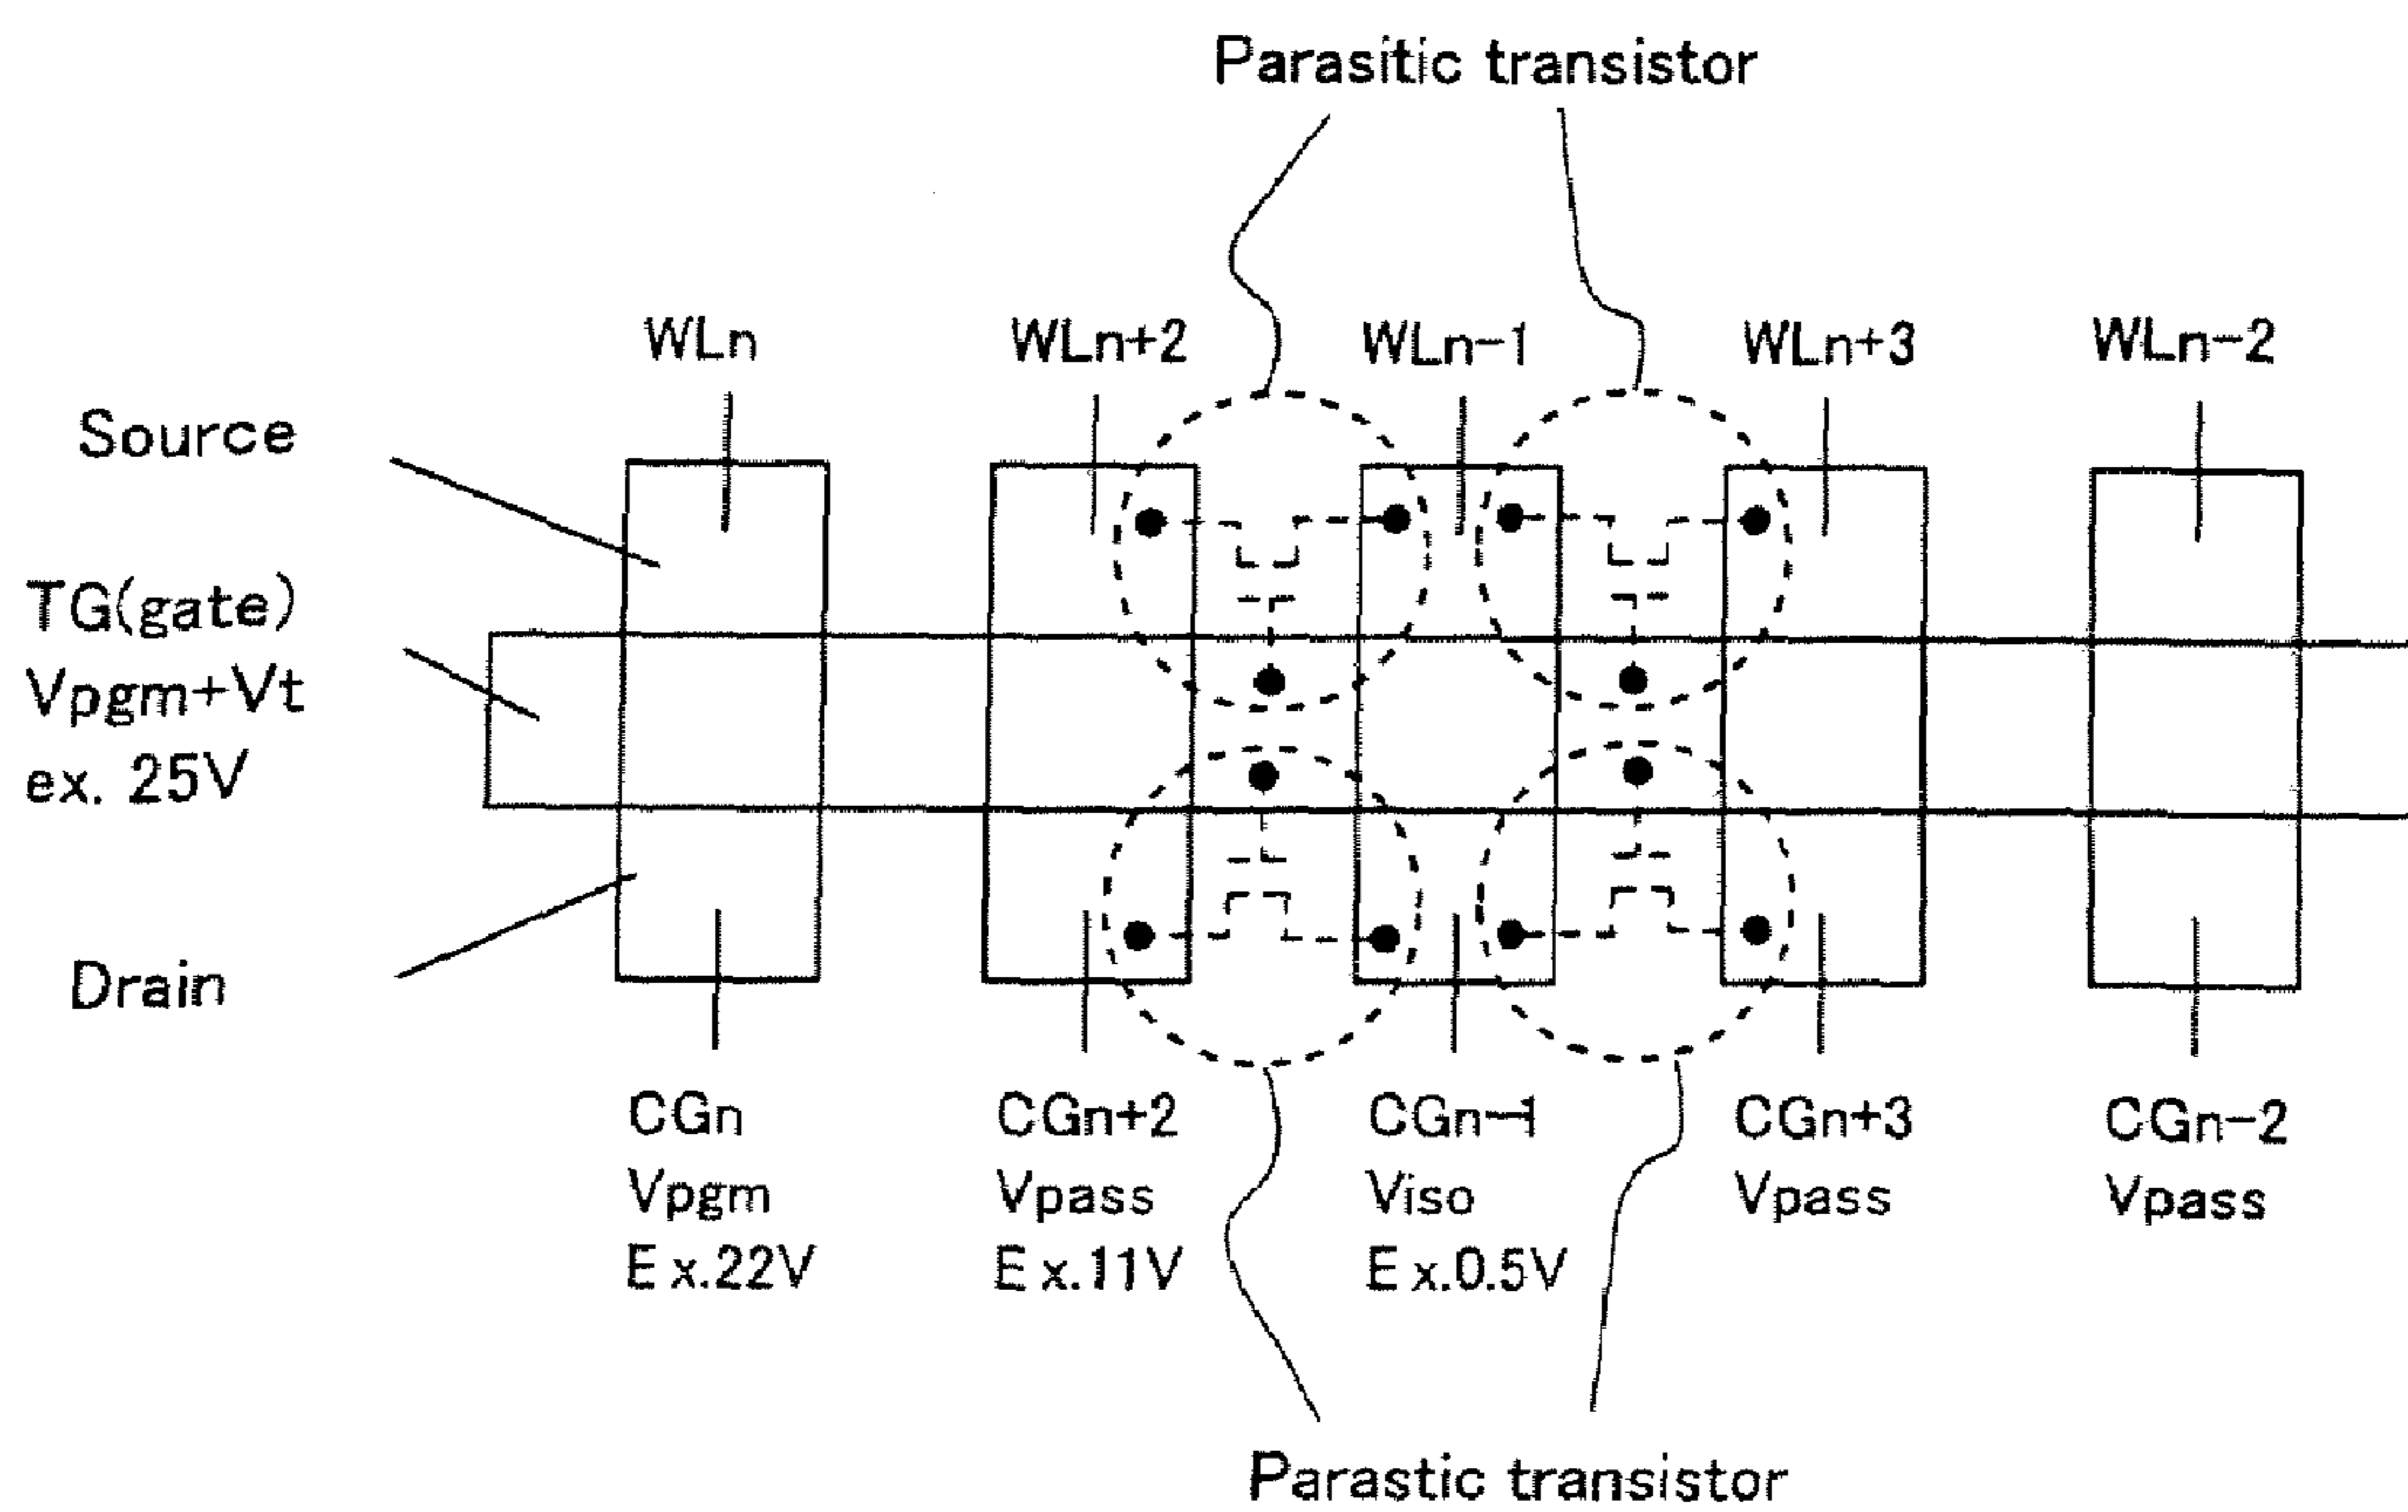 Parasitic transistor
WLn
WLn+2
WLn-1
WLn+3
WLn-2
Source
TG(gate)
Vpgm+Vt
ex. 25V
Drain
CGn
Vpgm
Ex.22V
CGn+2
Vpass
Ex.11V
CGn-1
Viso
Ex.0.5V
CGn+3
Vpass
CGn-2
Vpass
Parastic transistor